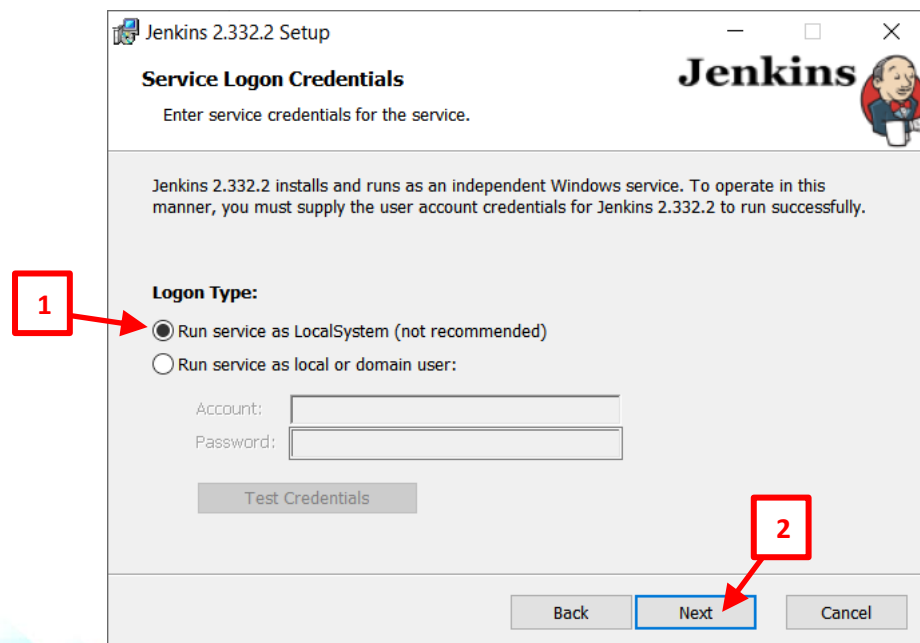 Jenkins 2.332.2 Setup
Service Logon Credentials
Jenkins
Enter service credentials for the service.
Jenkins 2.332.2 installs and runs as an independent Windows service. To operate in this
manner, you must supply the user account credentials for Jenkins 2.332.2 to run successfully.
Logon Type:
1
Run service as LocalSystem (not recommended)
Run service as local or domain user:
Account:
Password:
Test Credentials
2
Back Next Cancel